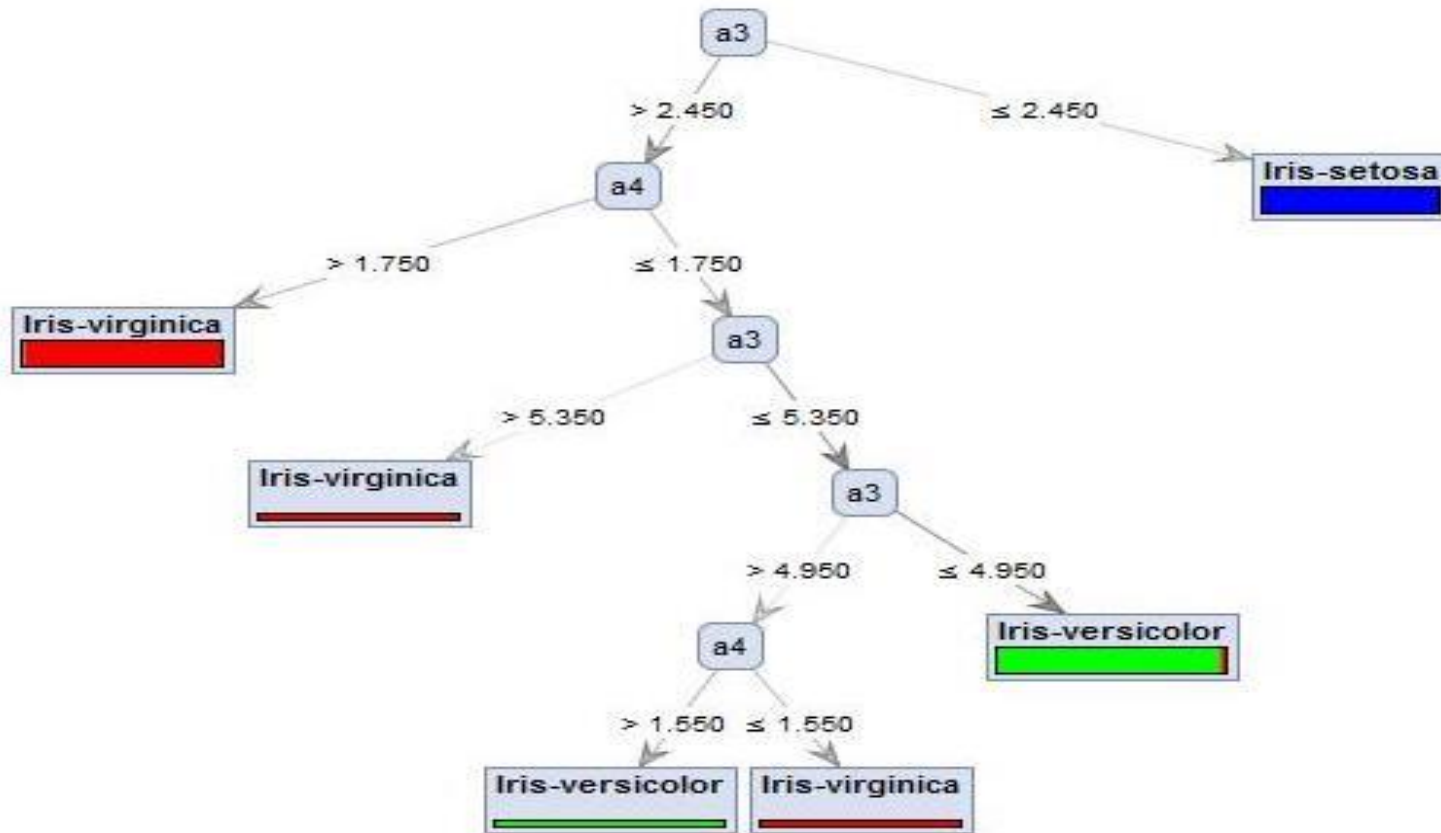 a3
> 2.450
≤ 2.450
Iris-setosa
a4
> 1.750
≤ 1.750
Iris-virginica
a3
> 5.350
≤ 5.350
Iris-virginica
a3
> 4.950
≤ 4.950
Iris-versicolor
a4
> 1.550
≤ 1.550
Iris-versicolor
Iris-virginica